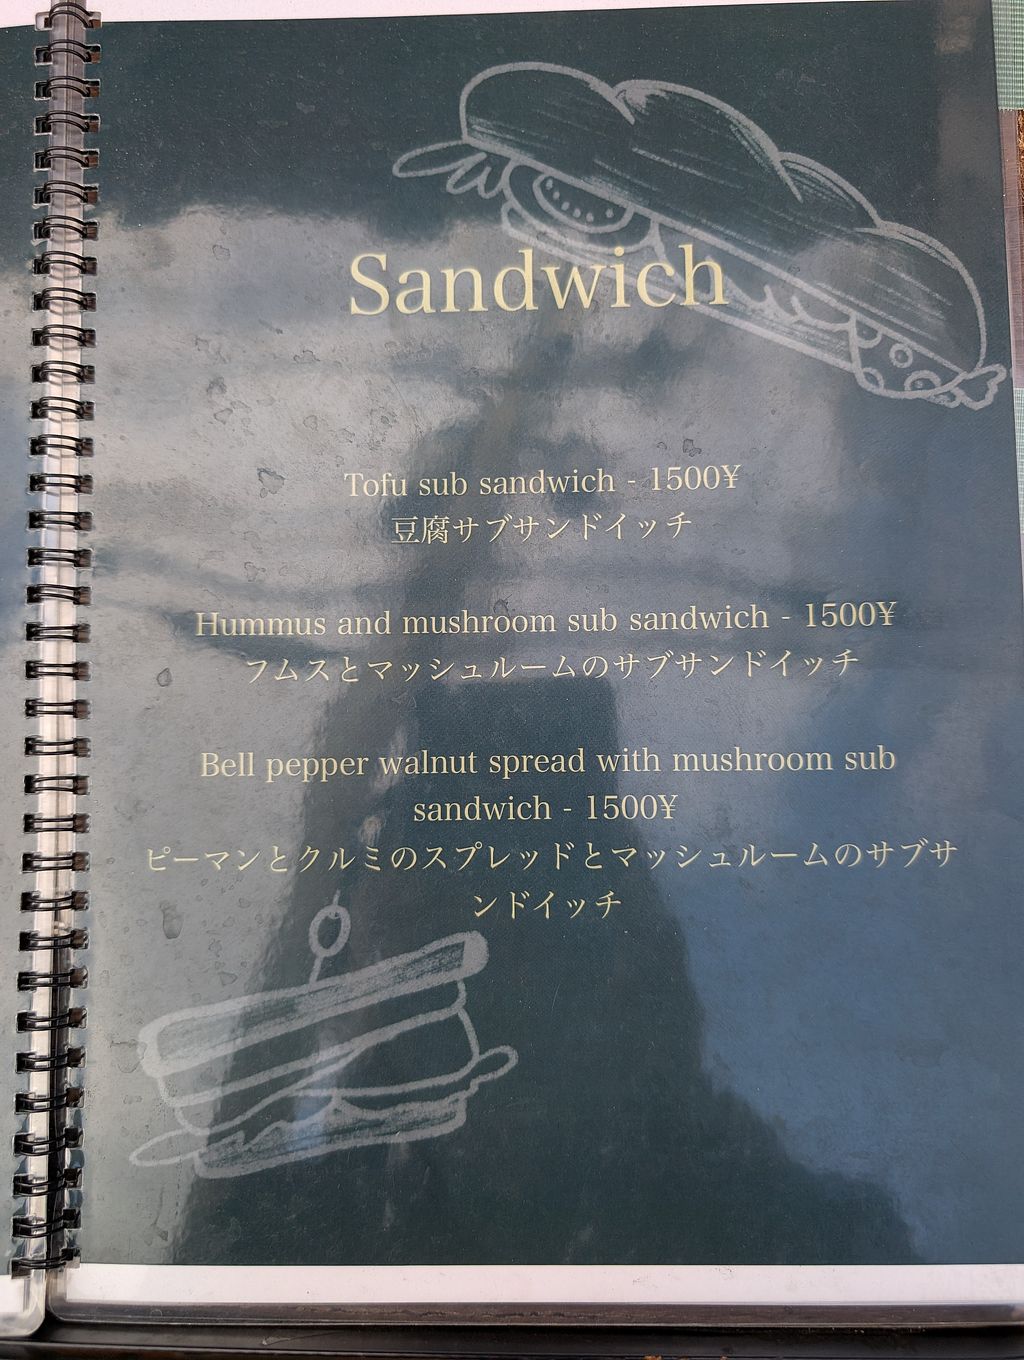 Sandwich
Tofu sub sandwich - 1500¥
豆腐サブサンドイッチ
Hummus and mushroom sub sandwich - 1500¥
フムスとマッシュルームのサブサンドイッチ
Bell pepper walnut spread with mushroom sub
sandwich - 1500¥
ピーマンとクルミのスプレッドとマッシュルームのサブサ
ンドイッチ